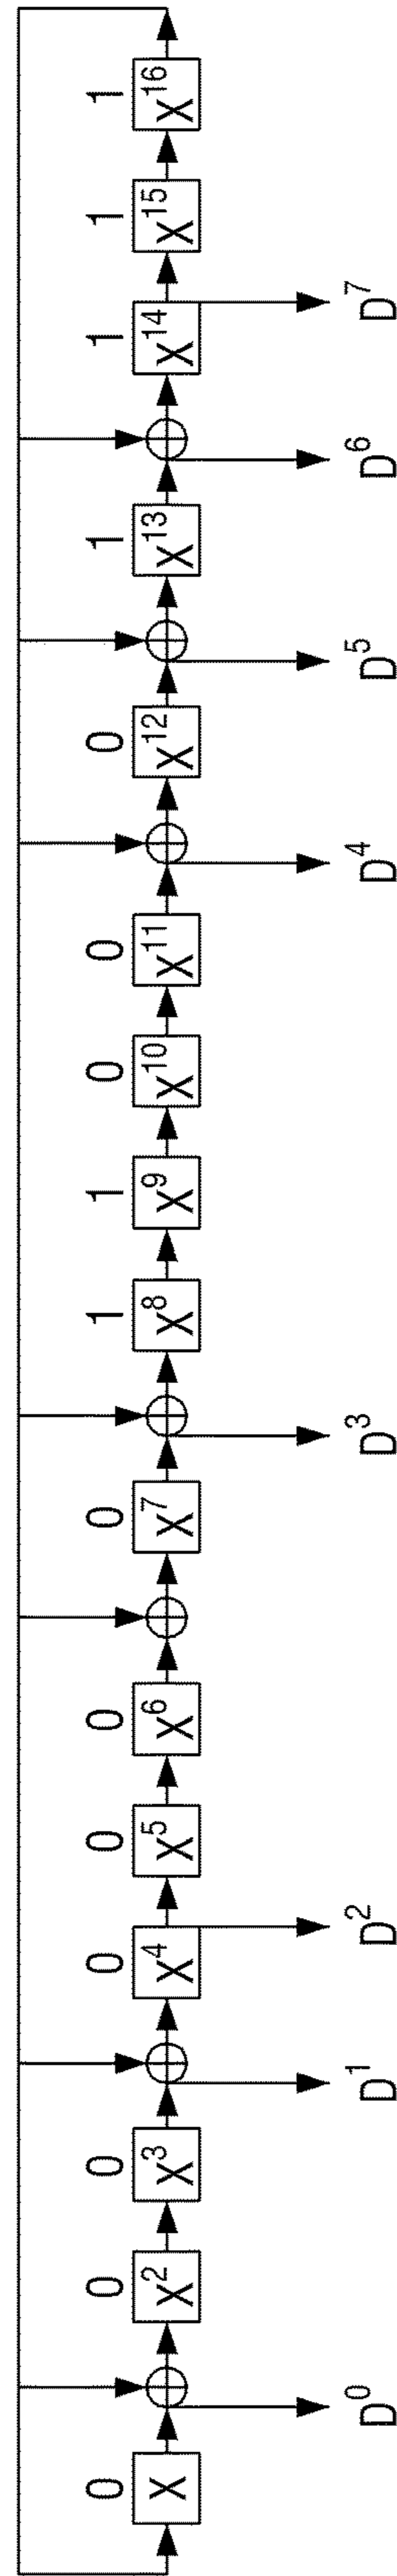 0 0 0 0 0 0 0 1 1 0 0 0 1 1 1 1
X X² X³ X⁴ X⁵ X⁶ X⁷ X⁸ X⁹ X¹⁰ X¹¹ X¹² X¹³ X¹⁴ X¹⁵ X¹⁶
D⁰ D¹ D² D³ D⁴ D⁵ D⁶ D⁷